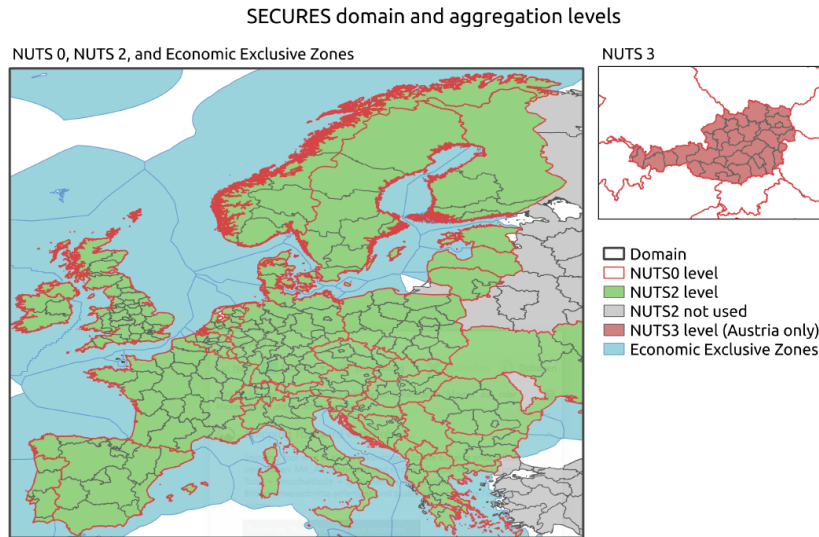 SECURES domain and aggregation levels
NUTS 0, NUTS 2, and Economic Exclusive Zones
NUTS 3
Domain
NUTS0 level
NUTS2 level
NUTS2 not used
NUTS3 level (Austria only)
Economic Exclusive Zones